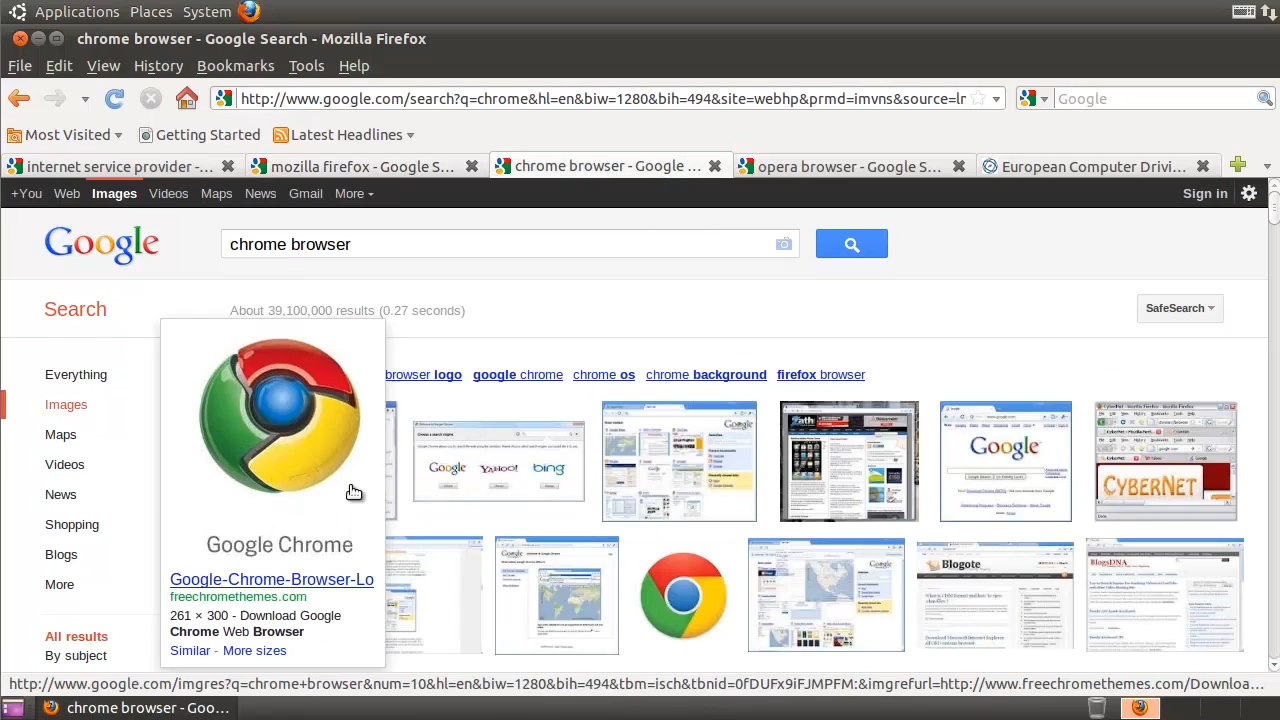 Applications Places System
chrome browser - Google Search - Mozilla Firefox
File Edit View History Bookmarks Tools Help
http://www.google.com/search?q=chrome&hl=en&biw=1280&bih=494&site=webhp&prmd=imvns&source=ln
Google
Most Visited
Getting Started
Latest Headlines
internet service provider -...
mozilla firefox - Google S...
chrome browser - Google ...
opera browser - Google S...
European Computer Drivi...
+You Web Images Videos Maps News Gmail More
Sign in
Google
chrome browser
Search
About 39,100,000 results (0.27 seconds)
SafeSearch
browser logo google chrome chrome os chrome background firefox browser
Everything
Images
Maps
Videos
News
Shopping
Blogs
More
All results
By subject
Google Chrome
Google-Chrome-Browser-Lo
freechromethemes.com
261 × 300 - Download Google
Chrome Web Browser
Similar - More sizes
Google YAHOO! bing
Google
CYBERNET
Blogote
BlogsDNA
http://www.google.com/imgres?q=chrome+browser&num=10&hl=en&biw=1280&bih=494&tbm=isch&tbnid=0fDUFx9iFJMPFM:&imgrefurl=http://www.freechromethemes.com/Downloa...
chrome browser - Goo...